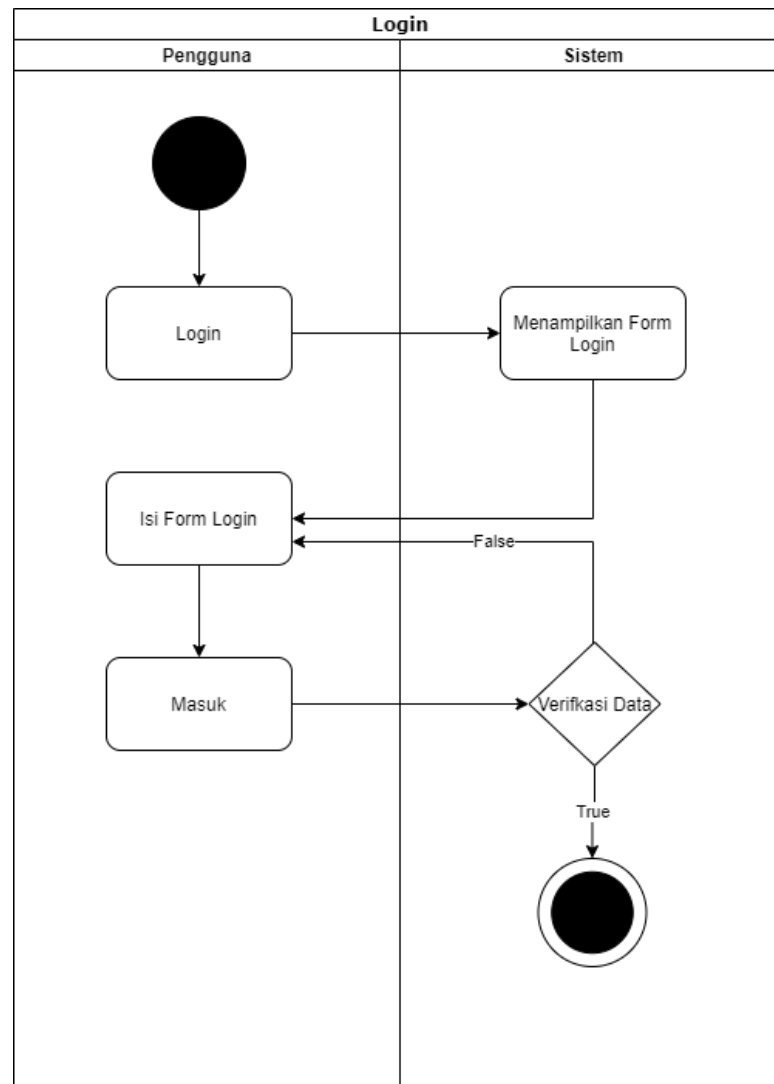 Login
Pengguna
Sistem
Login
Menampilkan Form
Login
Isi Form Login
False
Masuk
Verifkasi Data
True